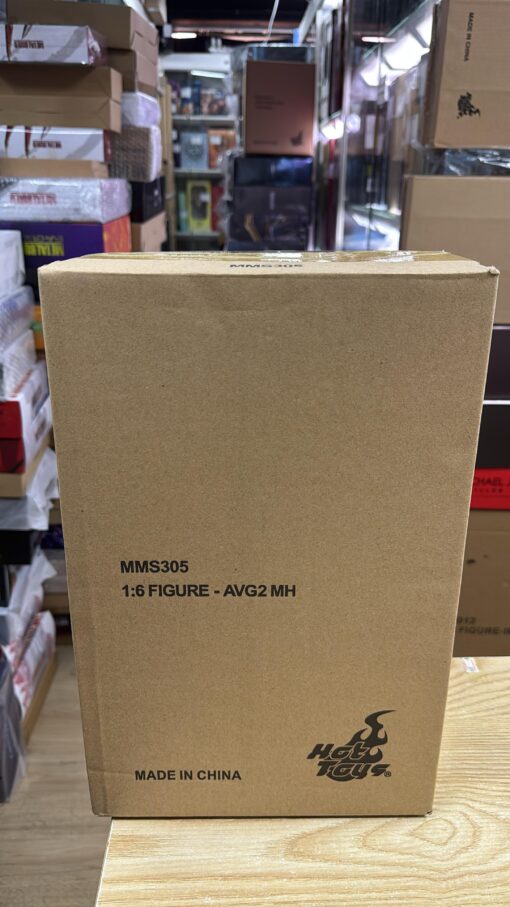 MMS305
MMS305
1:6 FIGURE - AVG2 MH
MADE IN CHINA
Hot
Toys®
MADE IN CHINA